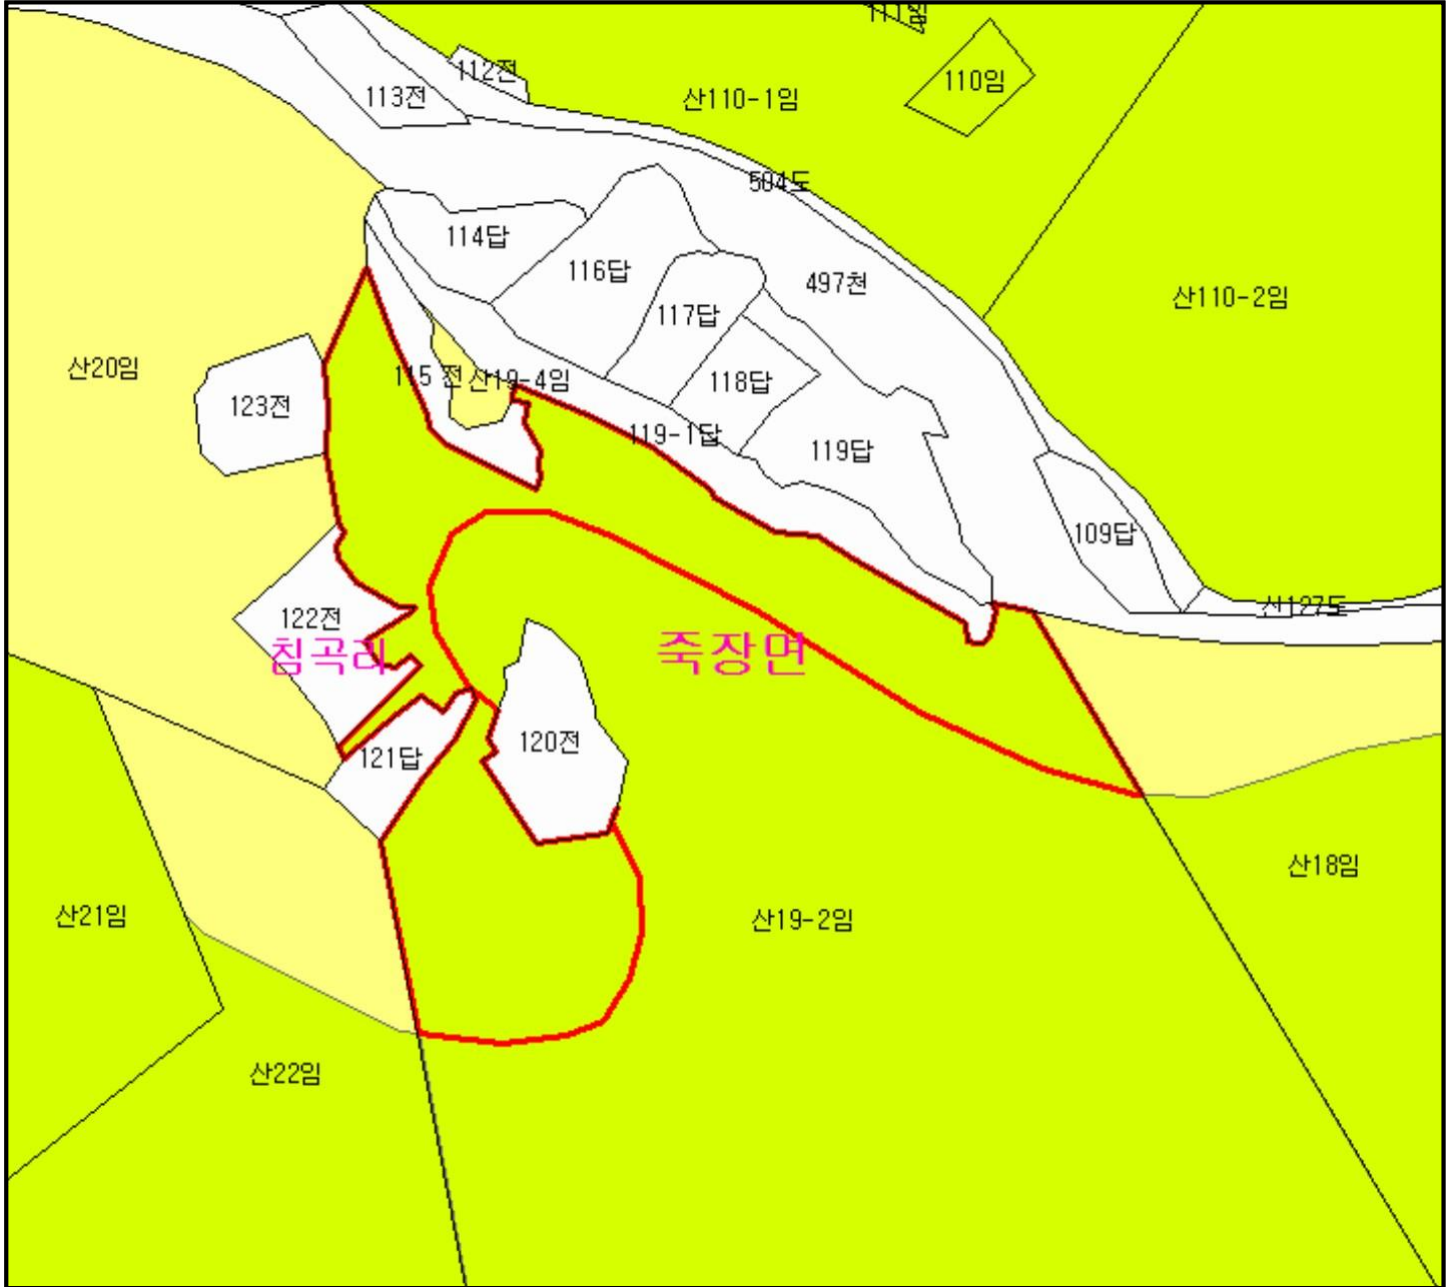 111임
112전
110임
113전
산110-1임
504도
114답
116답
497천
산110-2임
117답
산20임
115 전
산19-4임
118답
123전
119-1답
119답
109답
산127도
122전
침곡리
죽장면
120전
121답
산18임
산21임
산19-2임
산22임